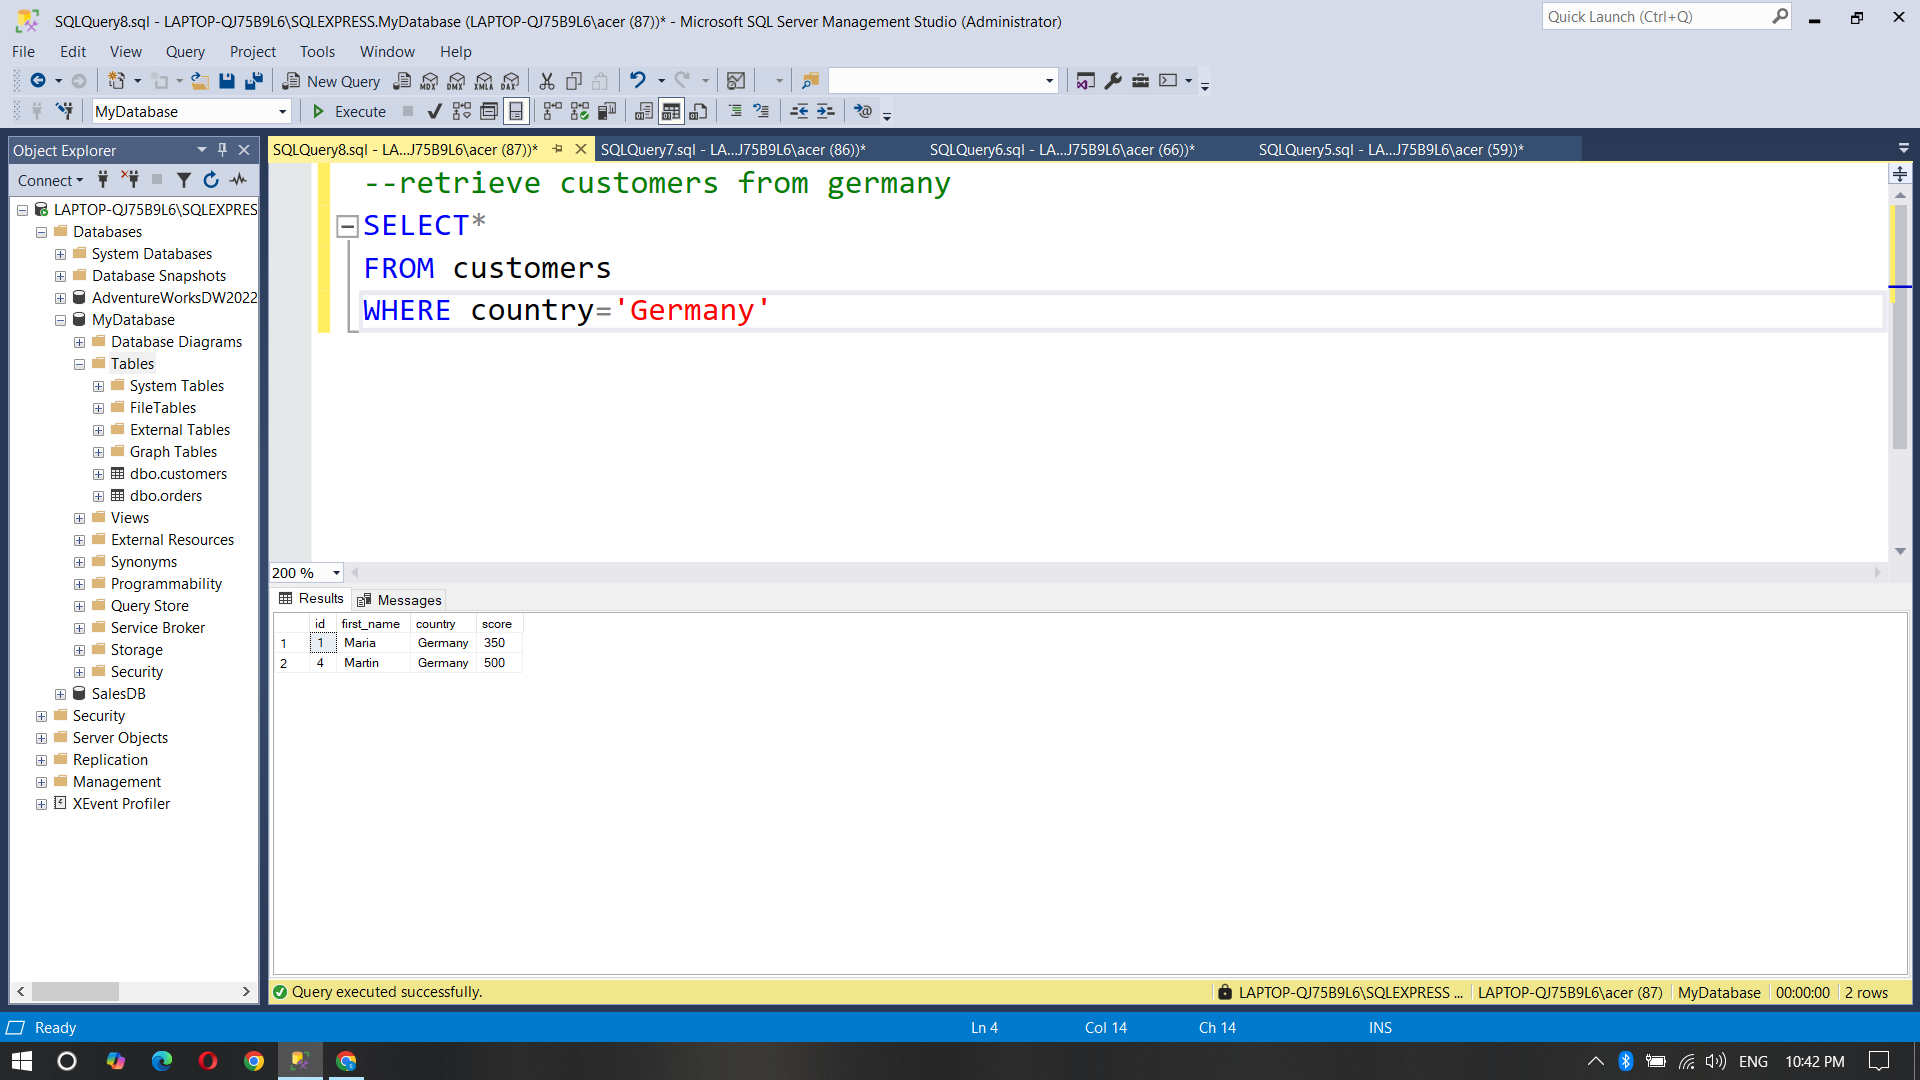 SQLQuery8.sql - LAPTOP-QJ75B9L6\SQLEXPRESS.MyDatabase (LAPTOP-QJ75B9L6\acer (87))* - Microsoft SQL Server Management Studio (Administrator)
Quick Launch (Ctrl+Q)
File Edit View Query Project Tools Window Help
New Query MDX DMX XMLA DAX
MyDatabase Execute
Object Explorer
SQLQuery8.sql - LA...J75B9L6\acer (87))* SQLQuery7.sql - LA...J75B9L6\acer (86))* SQLQuery6.sql - LA...J75B9L6\acer (66))* SQLQuery5.sql - LA...J75B9L6\acer (59))*
Connect
LAPTOP-QJ75B9L6\SQLEXPRES
Databases
System Databases
Database Snapshots
AdventureWorksDW2022
MyDatabase
Database Diagrams
Tables
System Tables
FileTables
External Tables
Graph Tables
dbo.customers
dbo.orders
Views
External Resources
Synonyms
Programmability
Query Store
Service Broker
Storage
Security
SalesDB
Security
Server Objects
Replication
Management
XEvent Profiler
--retrieve customers from germany
SELECT*
FROM customers
WHERE country='Germany'
200 %
Results Messages
id first_name country score
1 1 Maria Germany 350
2 4 Martin Germany 500
Query executed successfully. LAPTOP-QJ75B9L6\SQLEXPRESS ... LAPTOP-QJ75B9L6\acer (87) MyDatabase 00:00:00 2 rows
Ready Ln 4 Col 14 Ch 14 INS
ENG 10:42 PM